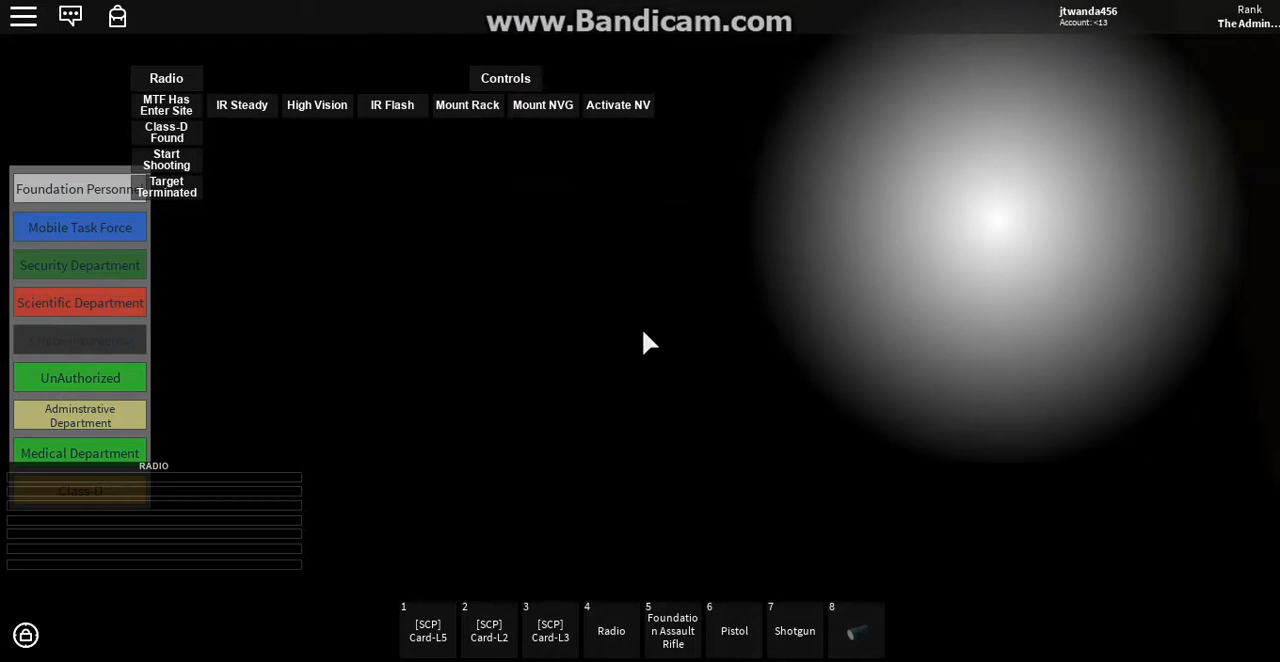 www.Bandicam.com
jtwanda456
Account: <13
Rank
The Admin...
Radio
Controls
MTF Has
Enter Site
IR Steady
High Vision
IR Flash
Mount Rack
Mount NVG
Activate NV
Class-D
Found
Start
Shooting
Target
Terminated
Foundation Personn
Mobile Task Force
Security Department
Scientific Department
UnAuthorized
Adminstrative
Department
Medical Department
RADIO
Class-D
1
[SCP]
Card-L5
2
[SCP]
Card-L2
3
[SCP]
Card-L3
4
Radio
5
Foundatio
n Assault
Rifle
6
Pistol
7
Shotgun
8